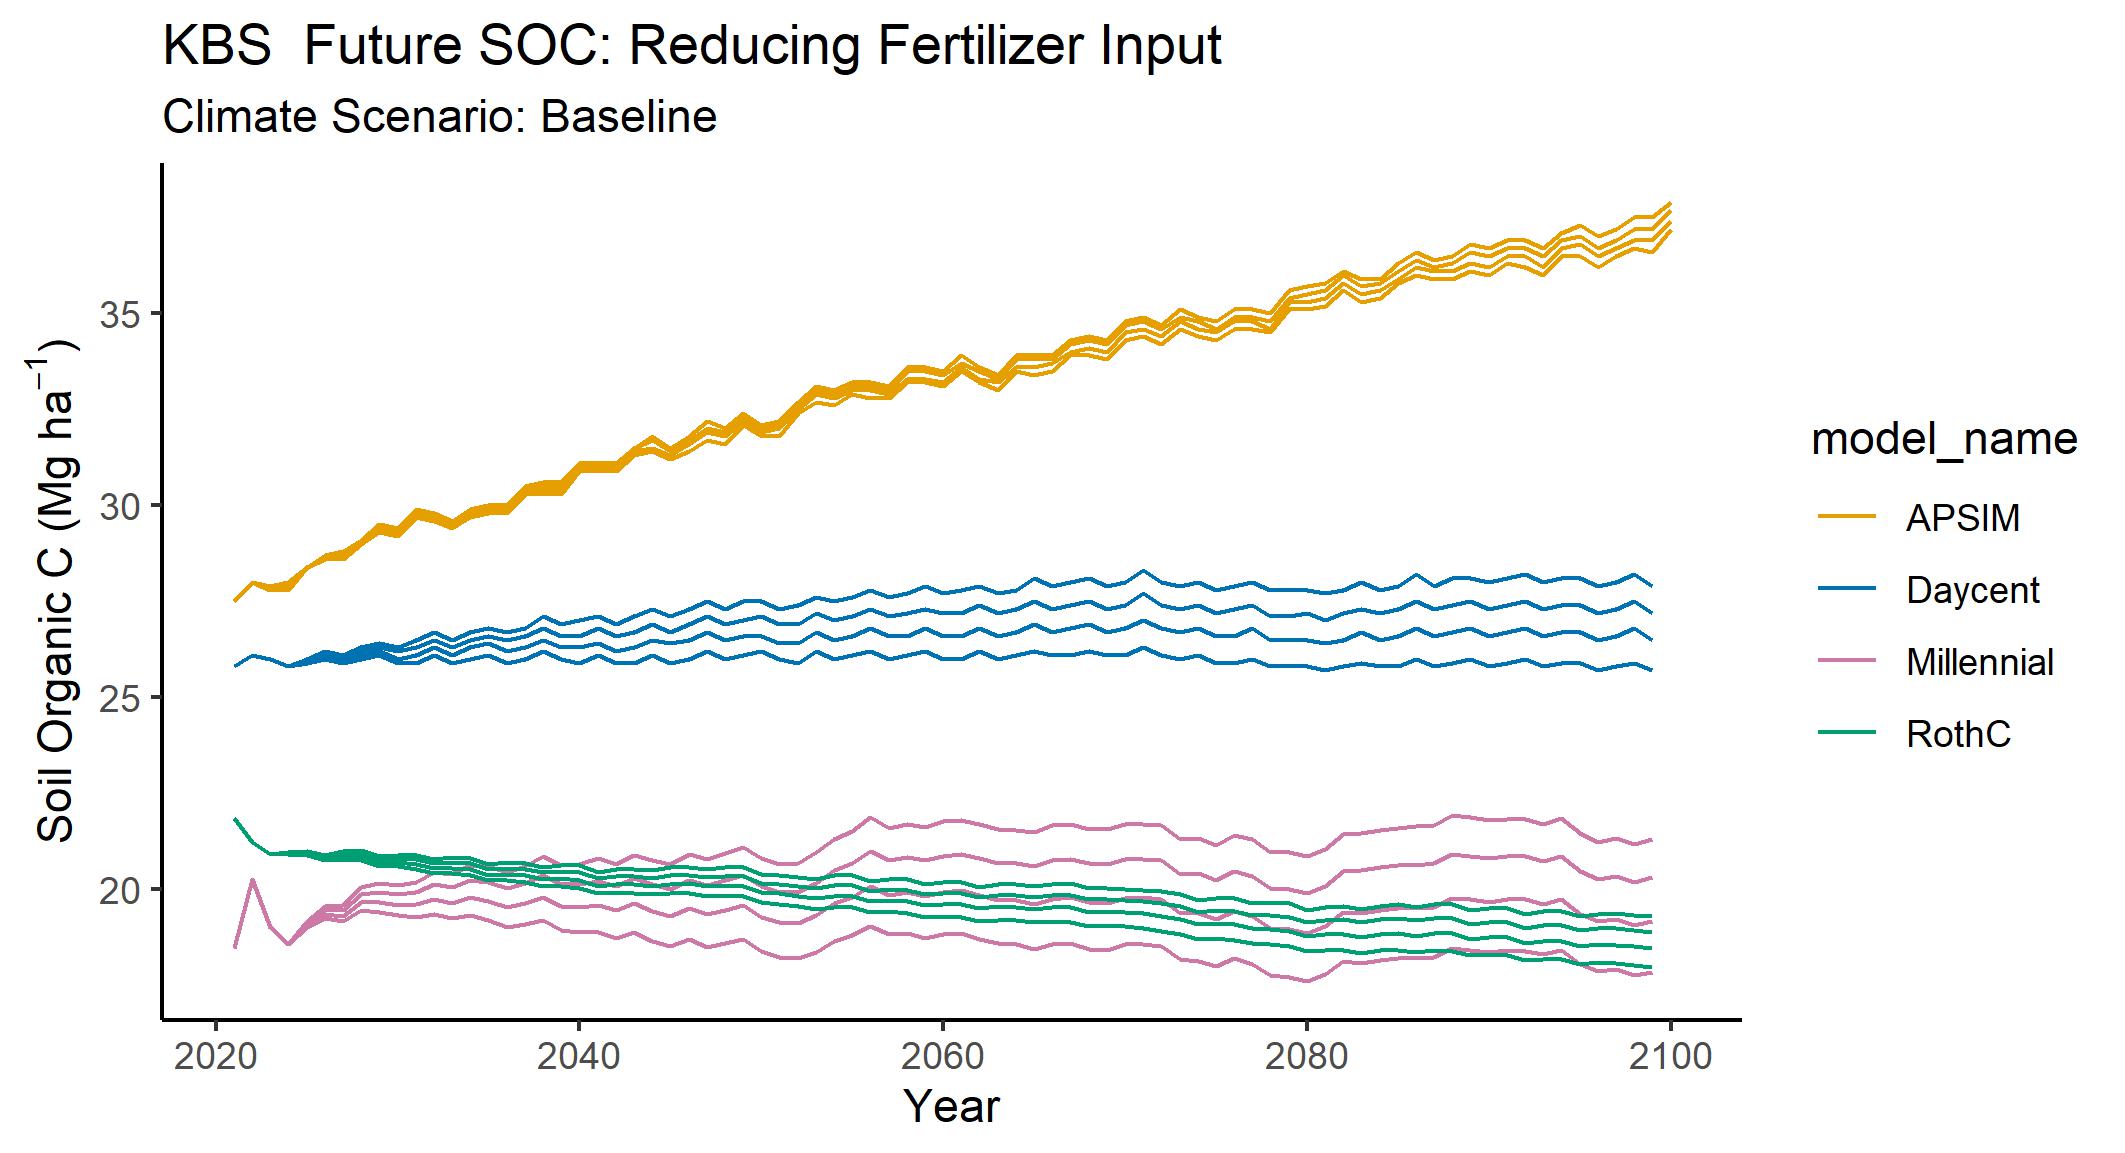 KBS  Future SOC: Reducing Fertilizer Input
Climate Scenario: Baseline
Soil Organic C (Mg ha⁻¹)
35
30
25
20
2020 2040 2060 2080 2100
Year
model_name
APSIM
Daycent
Millennial
RothC